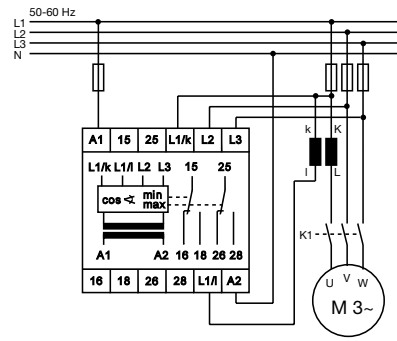 50-60 Hz
L1
L2
L3
N
A1 15 25 L1/k L2 L3
k K
L1/k L1/l L2 L3 15 25
l L
cos ∢ min
max
K1
A1 A2 16 18 26 28
16 18 26 28 L1/l A2
U V W
M 3~